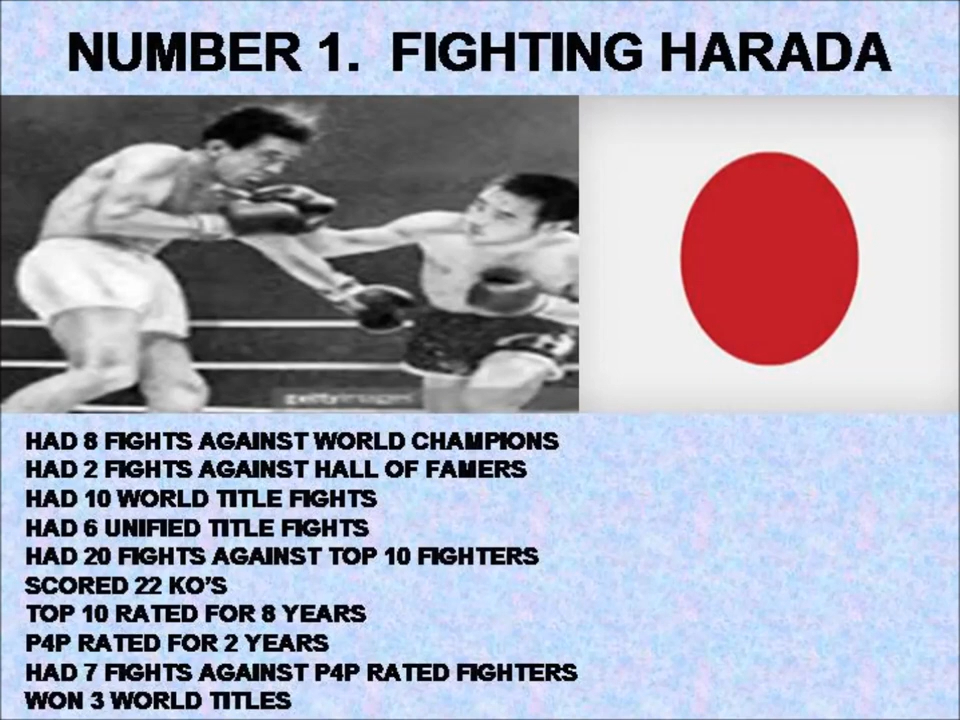 NUMBER 1. FIGHTING HARADA
gettyimages
HAD 8 FIGHTS AGAINST WORLD CHAMPIONS
HAD 2 FIGHTS AGAINST HALL OF FAMERS
HAD 10 WORLD TITLE FIGHTS
HAD 6 UNIFIED TITLE FIGHTS
HAD 20 FIGHTS AGAINST TOP 10 FIGHTERS
SCORED 22 KO'S
TOP 10 RATED FOR 8 YEARS
P4P RATED FOR 2 YEARS
HAD 7 FIGHTS AGAINST P4P RATED FIGHTERS
WON 3 WORLD TITLES